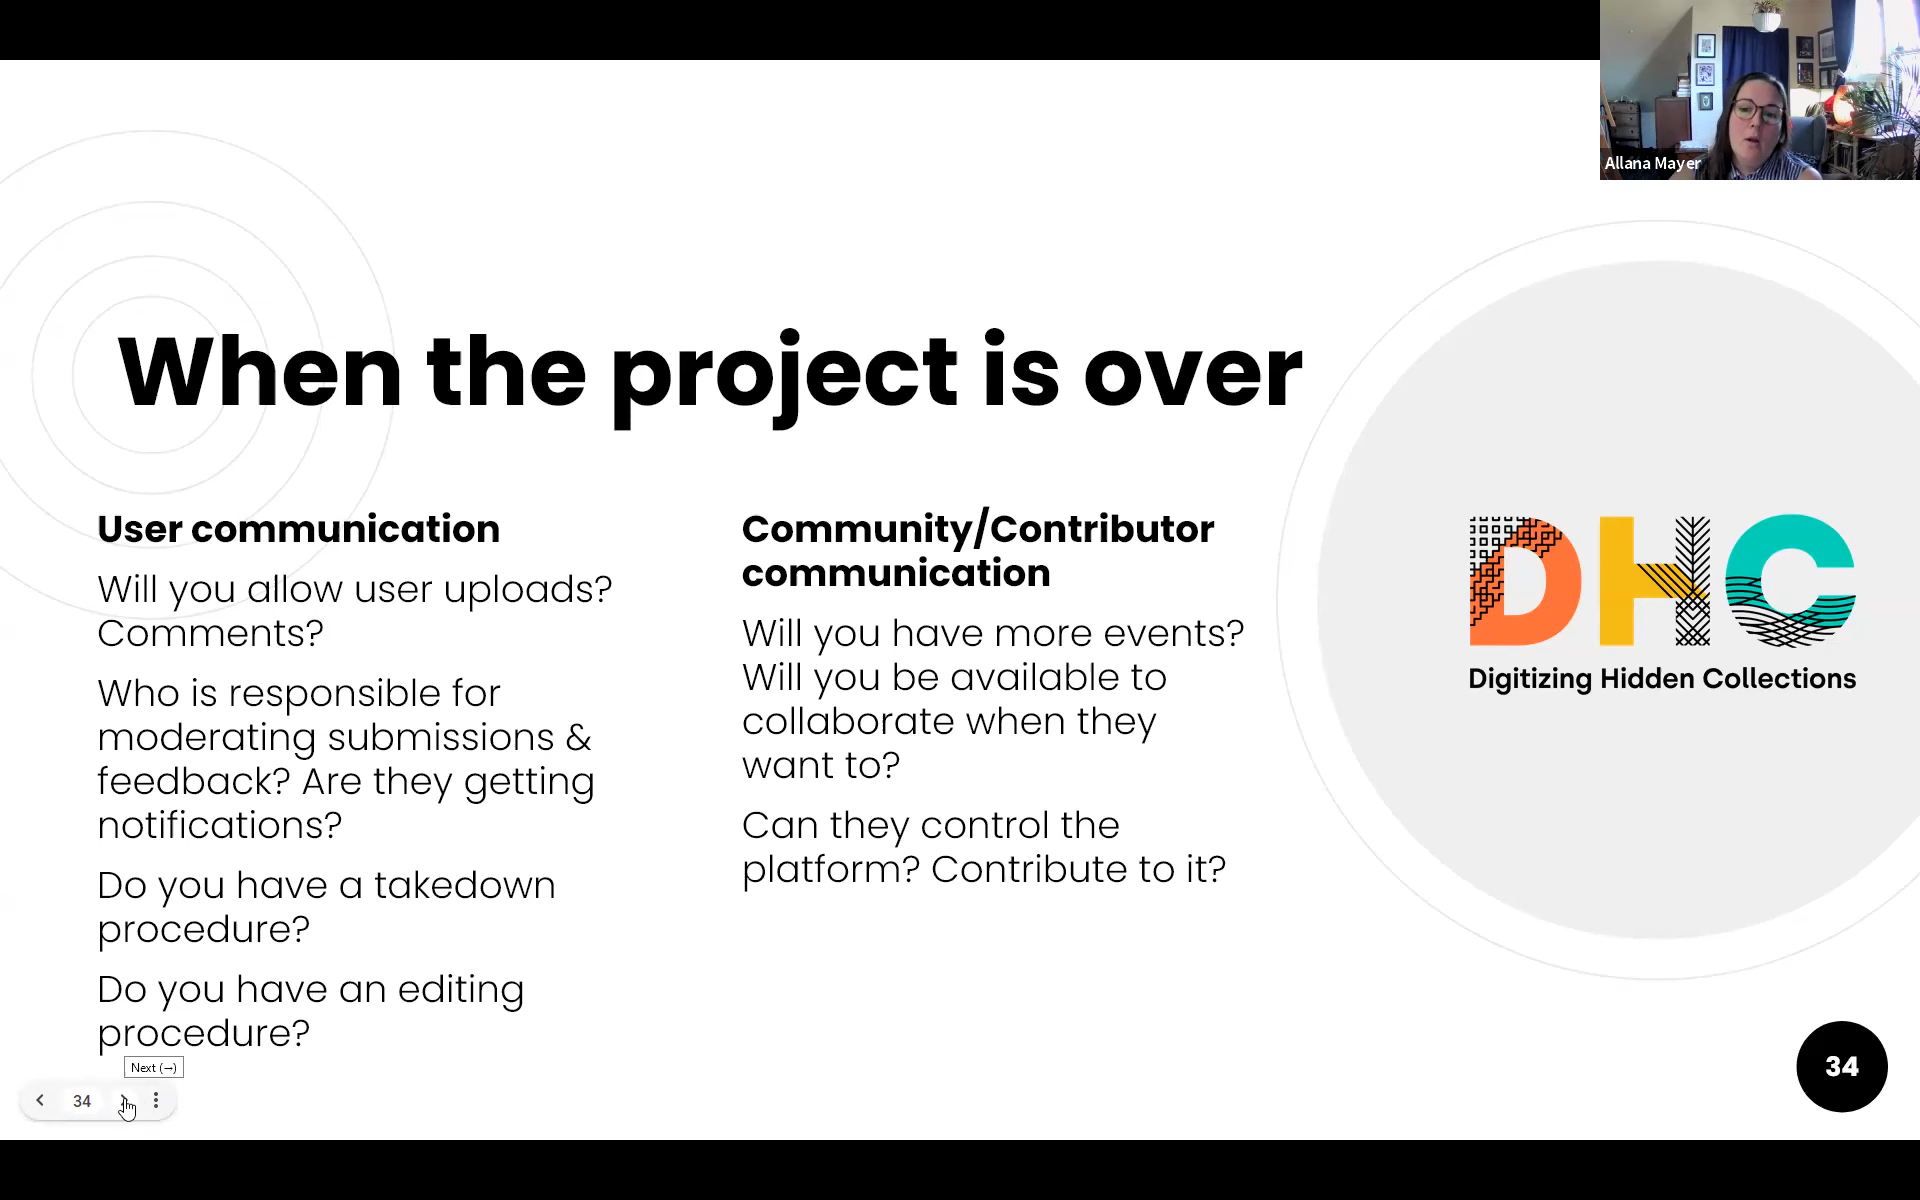 Allana Mayer
When the project is over
User communication
Will you allow user uploads?
Comments?
Who is responsible for
moderating submissions &
feedback? Are they getting
notifications?
Do you have a takedown
procedure?
Do you have an editing
procedure?
Community/Contributor
communication
Will you have more events?
Will you be available to
collaborate when they
want to?
Can they control the
platform? Contribute to it?
DHC
Digitizing Hidden Collections
Next (→)
34
34